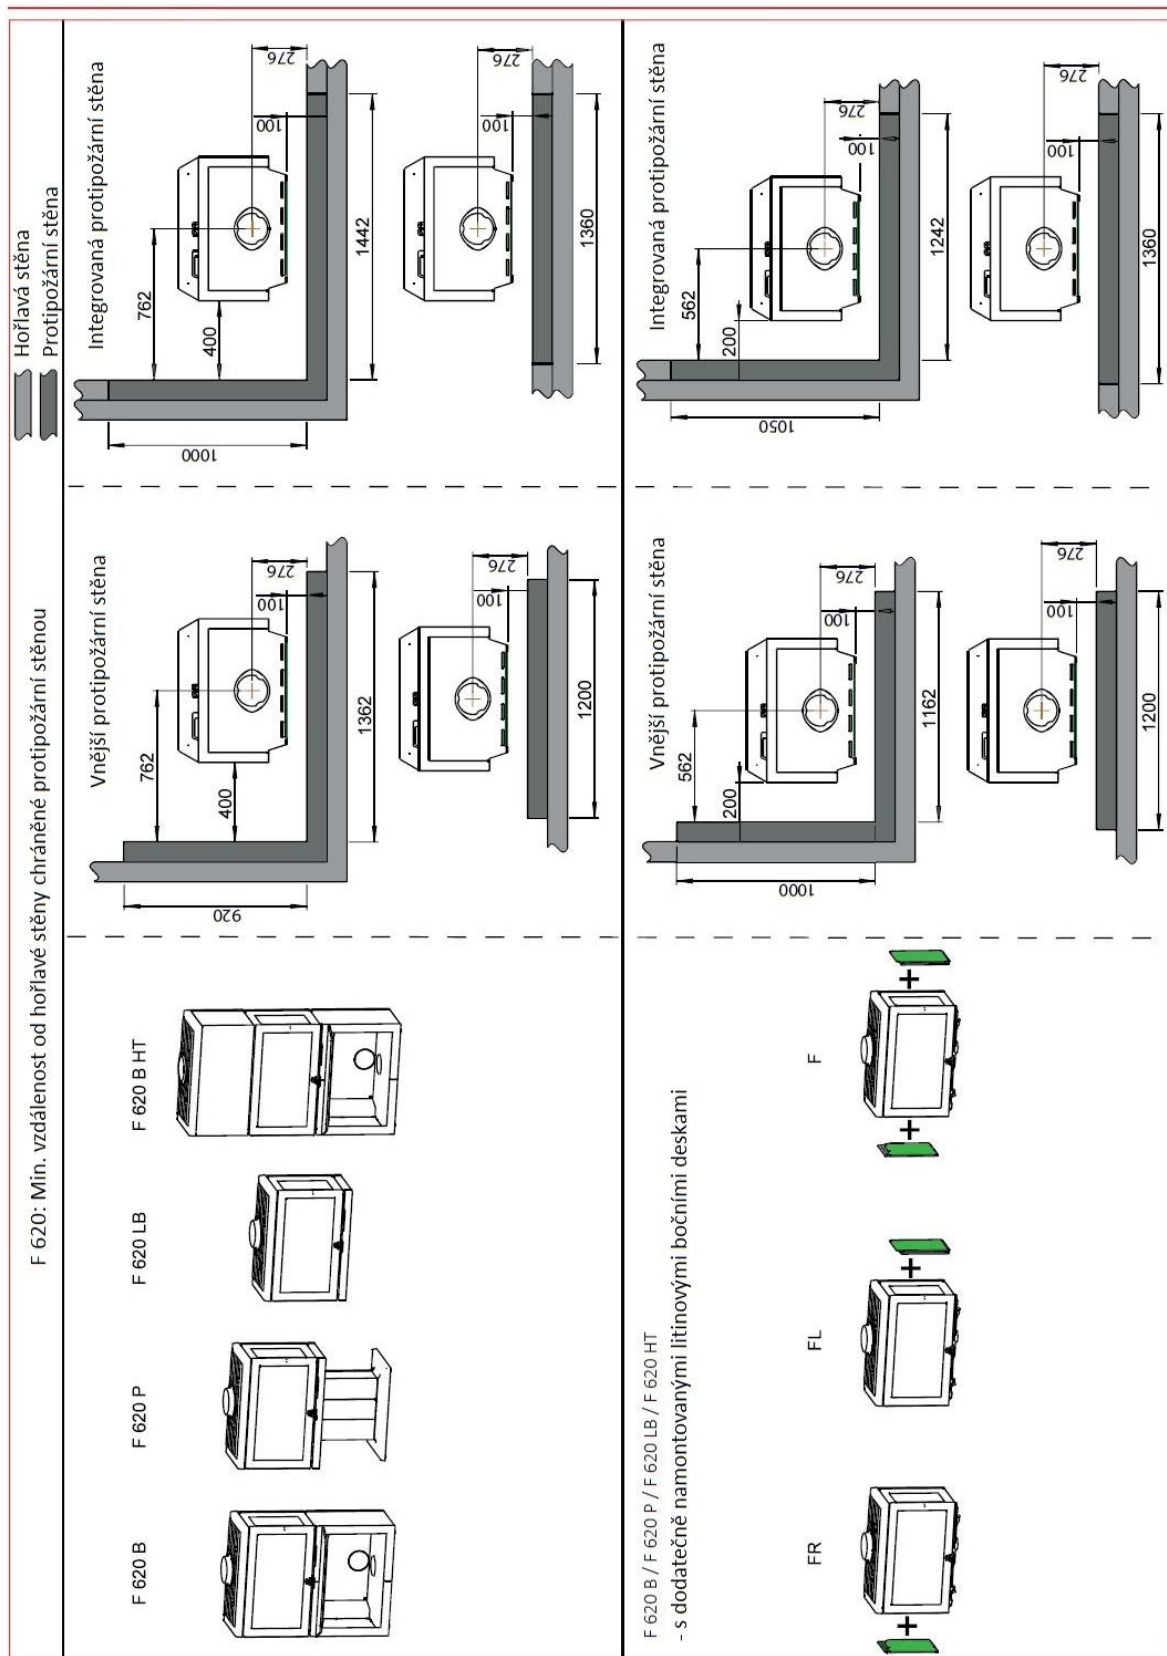 F 620: Min. vzdálenost od hořlavé stěny chráněné protipožární stěnou
Hořlavá stěna
Protipožární stěna
F 620 B
F 620 P
F 620 LB
F 620 B HT
Vnější protipožární stěna
762
400
920
276
100
1362
276
100
1200
Integrovaná protipožární stěna
762
400
1000
276
100
1442
276
100
1360
F 620 B / F 620 P / F 620 LB / F 620 HT
- s dodatečně namontovanými litinovými bočními deskami
FR
FL
F
+
+
+
+
Vnější protipožární stěna
562
200
1000
276
100
1162
276
100
1200
Integrovaná protipožární stěna
562
200
1050
276
100
1242
276
100
1360